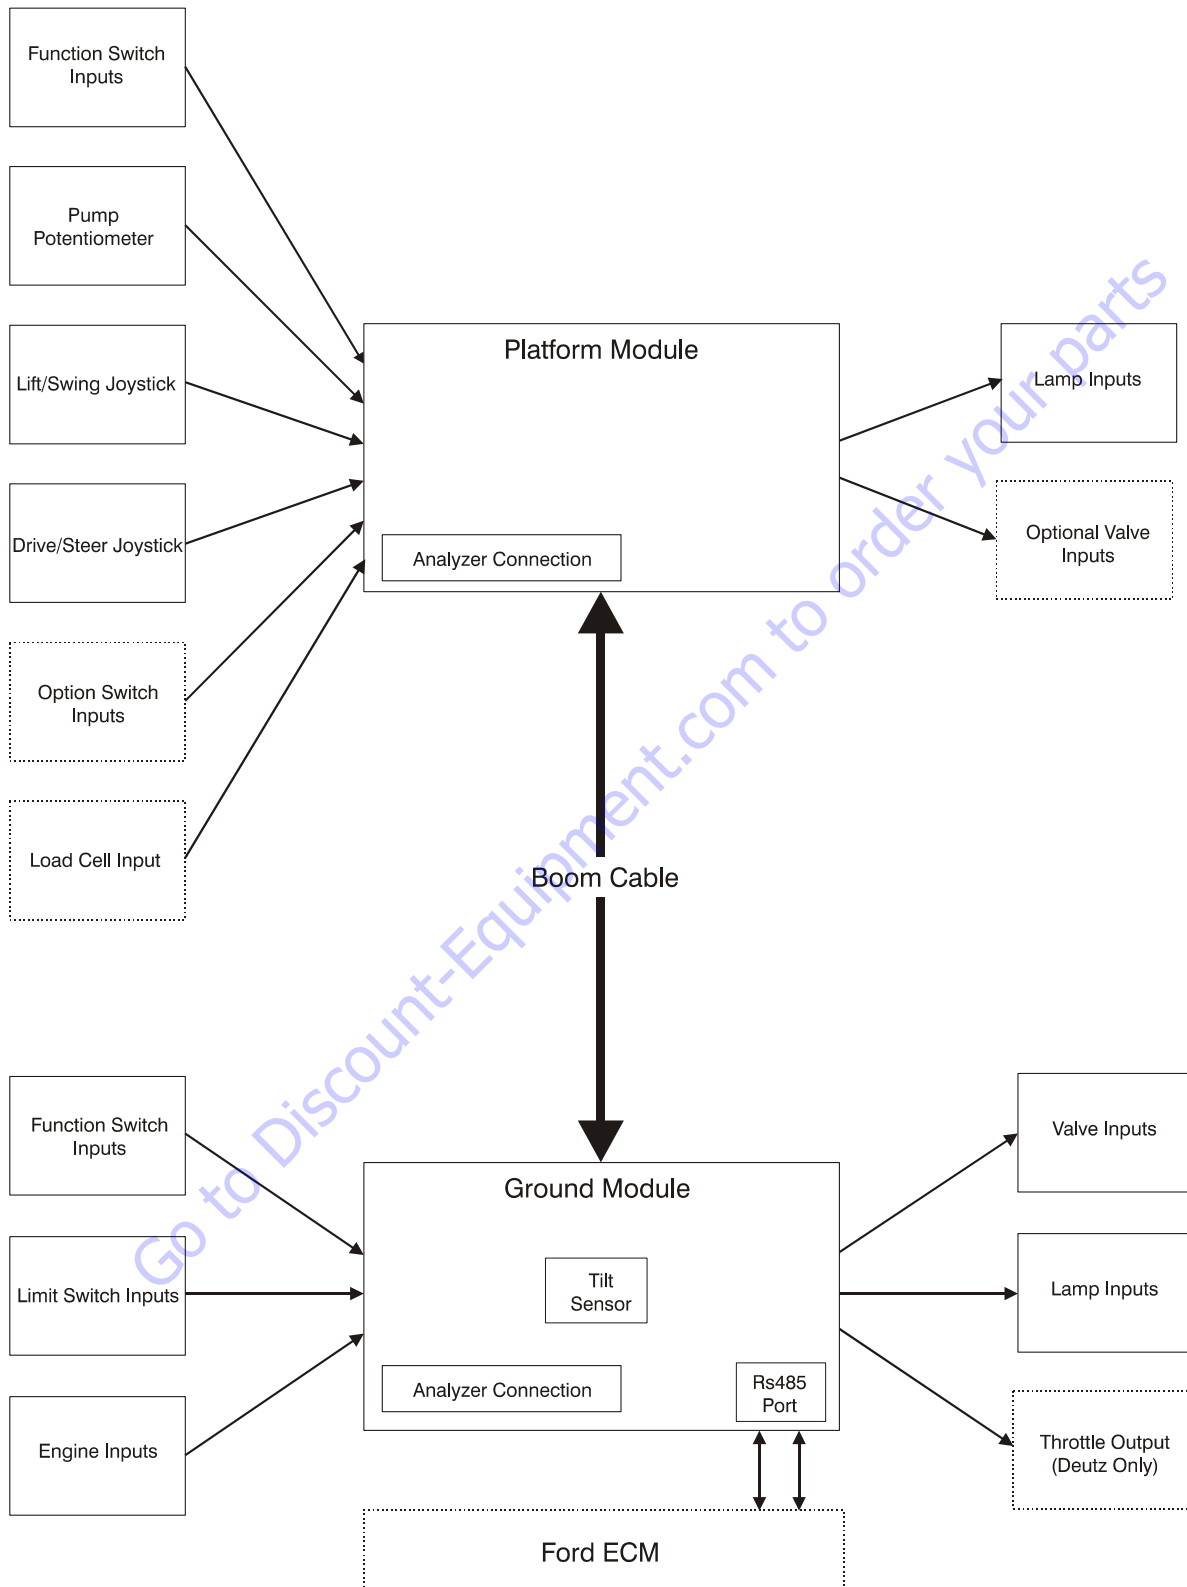 Function Switch
Inputs
Pump
Potentiometer
Lift/Swing Joystick
Drive/Steer Joystick
Option Switch
Inputs
Load Cell Input
Platform Module
Analyzer Connection
Lamp Inputs
Optional Valve
Inputs
Boom Cable
Go to Discount-Equipment.com to order your parts
Function Switch
Inputs
Limit Switch Inputs
Engine Inputs
Ground Module
Tilt
Sensor
Analyzer Connection
Rs485
Port
Valve Inputs
Lamp Inputs
Throttle Output
(Deutz Only)
Ford ECM